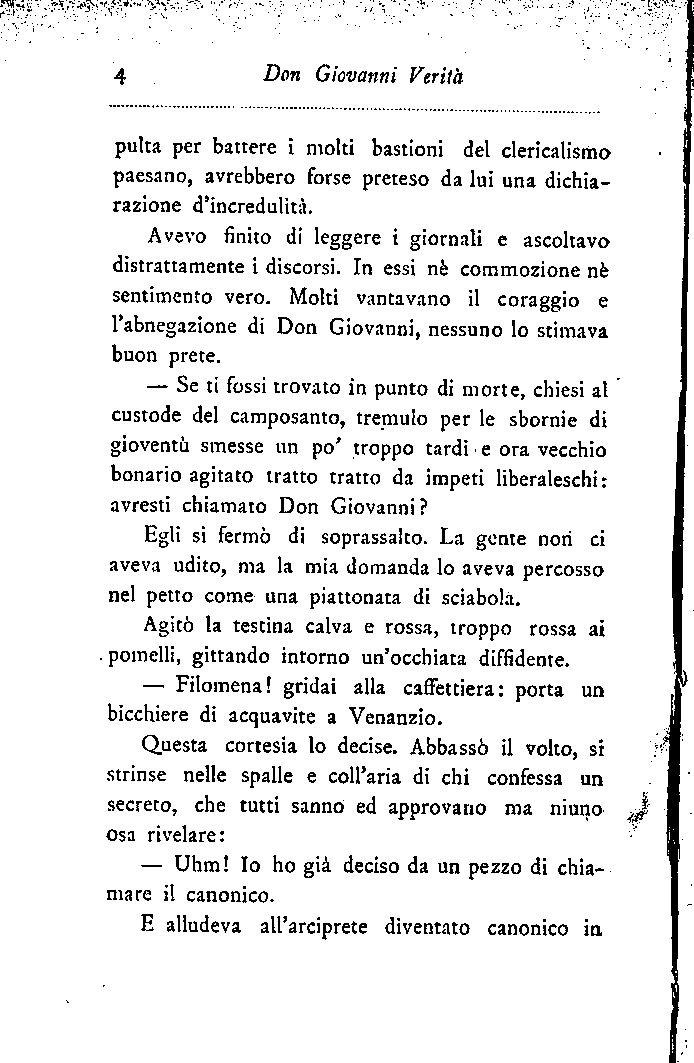 4 Don Giovanni Verità
pulta per battere i molti bastioni del clericalismo
paesano, avrebbero forse preteso da lui una dichia-
razione d'incredulità.
Avevo finito di leggere i giornali e ascoltavo
distrattamente i discorsi. In essi nè commozione nè
sentimento vero. Molti vantavano il coraggio e
l'abnegazione di Don Giovanni, nessuno lo stimava
buon prete.
— Se ti fossi trovato in punto di morte, chiesi al
custode del camposanto, tremulo per le sbornie di
gioventù smesse un po' troppo tardi e ora vecchio
bonario agitato tratto tratto da impeti liberaleschi:
avresti chiamato Don Giovanni?
Egli si fermò di soprassalto. La gente non ci
aveva udito, ma la mia domanda lo aveva percosso
nel petto come una piattonata di sciabola.
Agitò la testina calva e rossa, troppo rossa ai
pomelli, gittando intorno un'occhiata diffidente.
— Filomena! gridai alla caffettiera: porta un
bicchiere di acquavite a Venanzio.
Questa cortesia lo decise. Abbassò il volto, si
strinse nelle spalle e coll'aria di chi confessa un
secreto, che tutti sanno ed approvano ma niuno
osa rivelare:
— Uhm! Io ho già deciso da un pezzo di chia-
mare il canonico.
E alludeva all'arciprete diventato canonico in